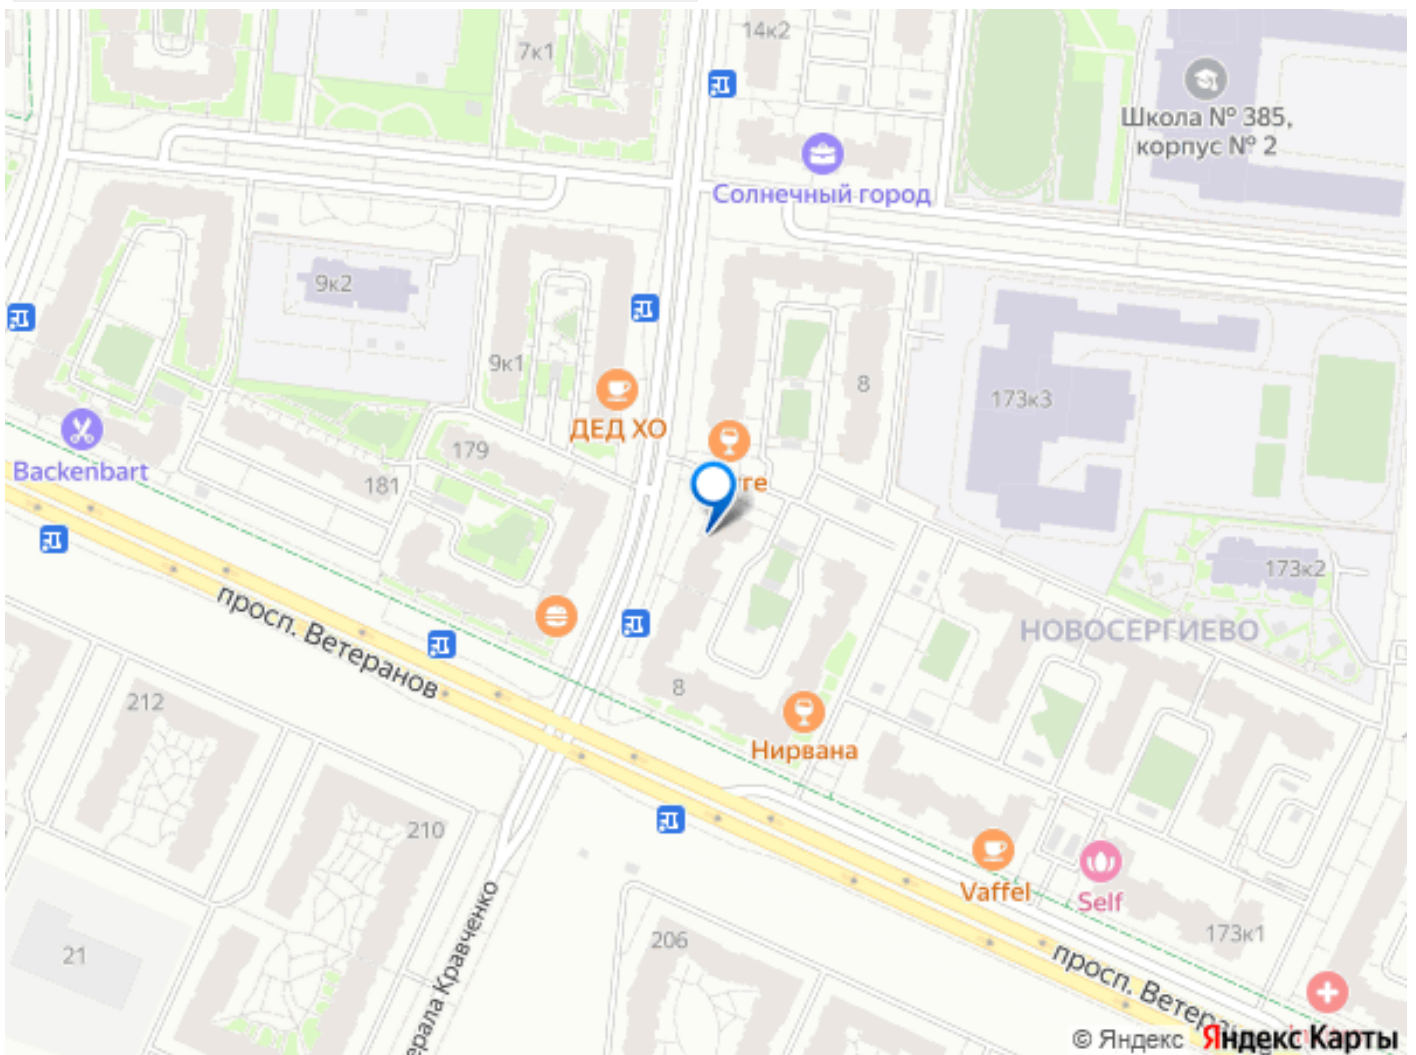 14к2
7к1
Школа № 385,
корпус № 2
Солнечный город
9к2
9к1
8
173к3
ДЕД ХО
Backenbart
179
181
173к2
просп. Ветеранов
НОВОСЕРГИЕВО
8
212
Нирвана
210
Vaffel
Self
173к1
206
21
просп. Ветера
© Яндекс Яндекс Карты